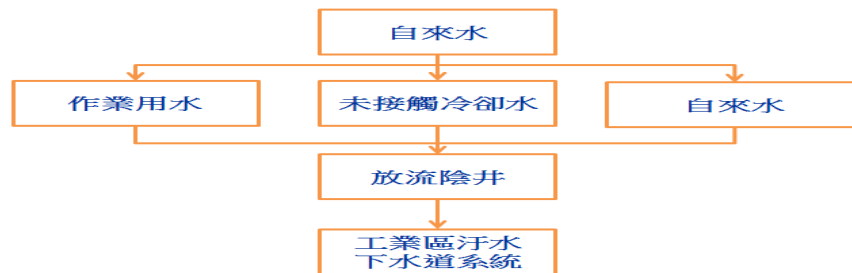 自來水
作業用水
未接觸冷卻水
自來水
放流陰井
工業區汙水
下水道系統